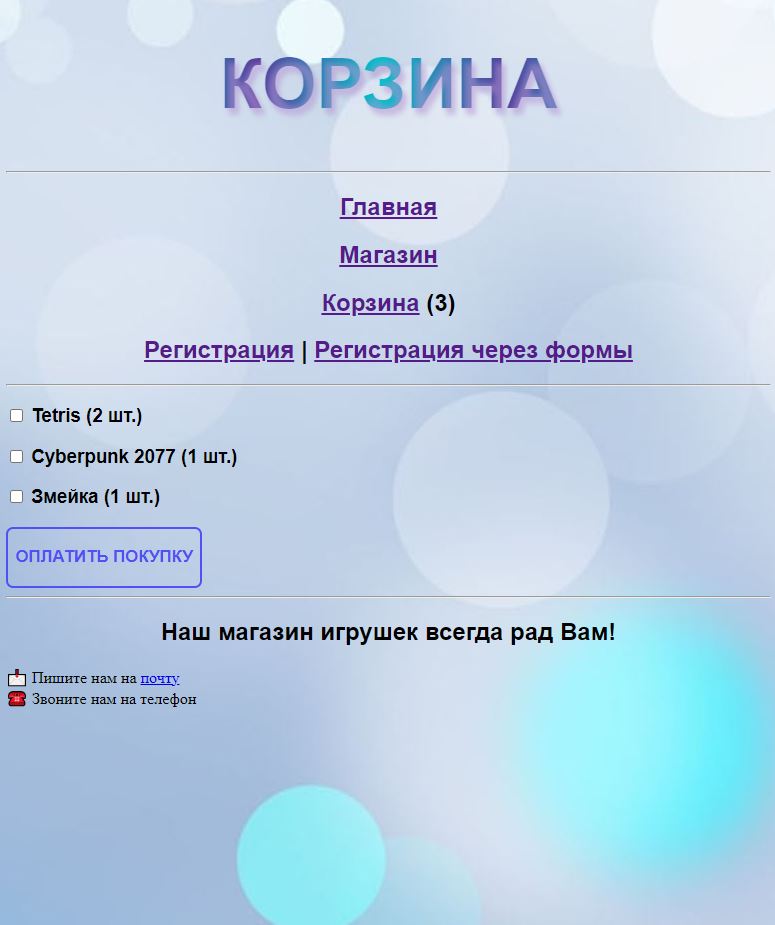 КОРЗИНА
Главная
Магазин
Корзина (3)
Регистрация | Регистрация через формы
Tetris (2 шт.)
Cyberpunk 2077 (1 шт.)
Змейка (1 шт.)
ОПЛАТИТЬ ПОКУПКУ
Наш магазин игрушек всегда рад Вам!
Пишите нам на почту
Звоните нам на телефон